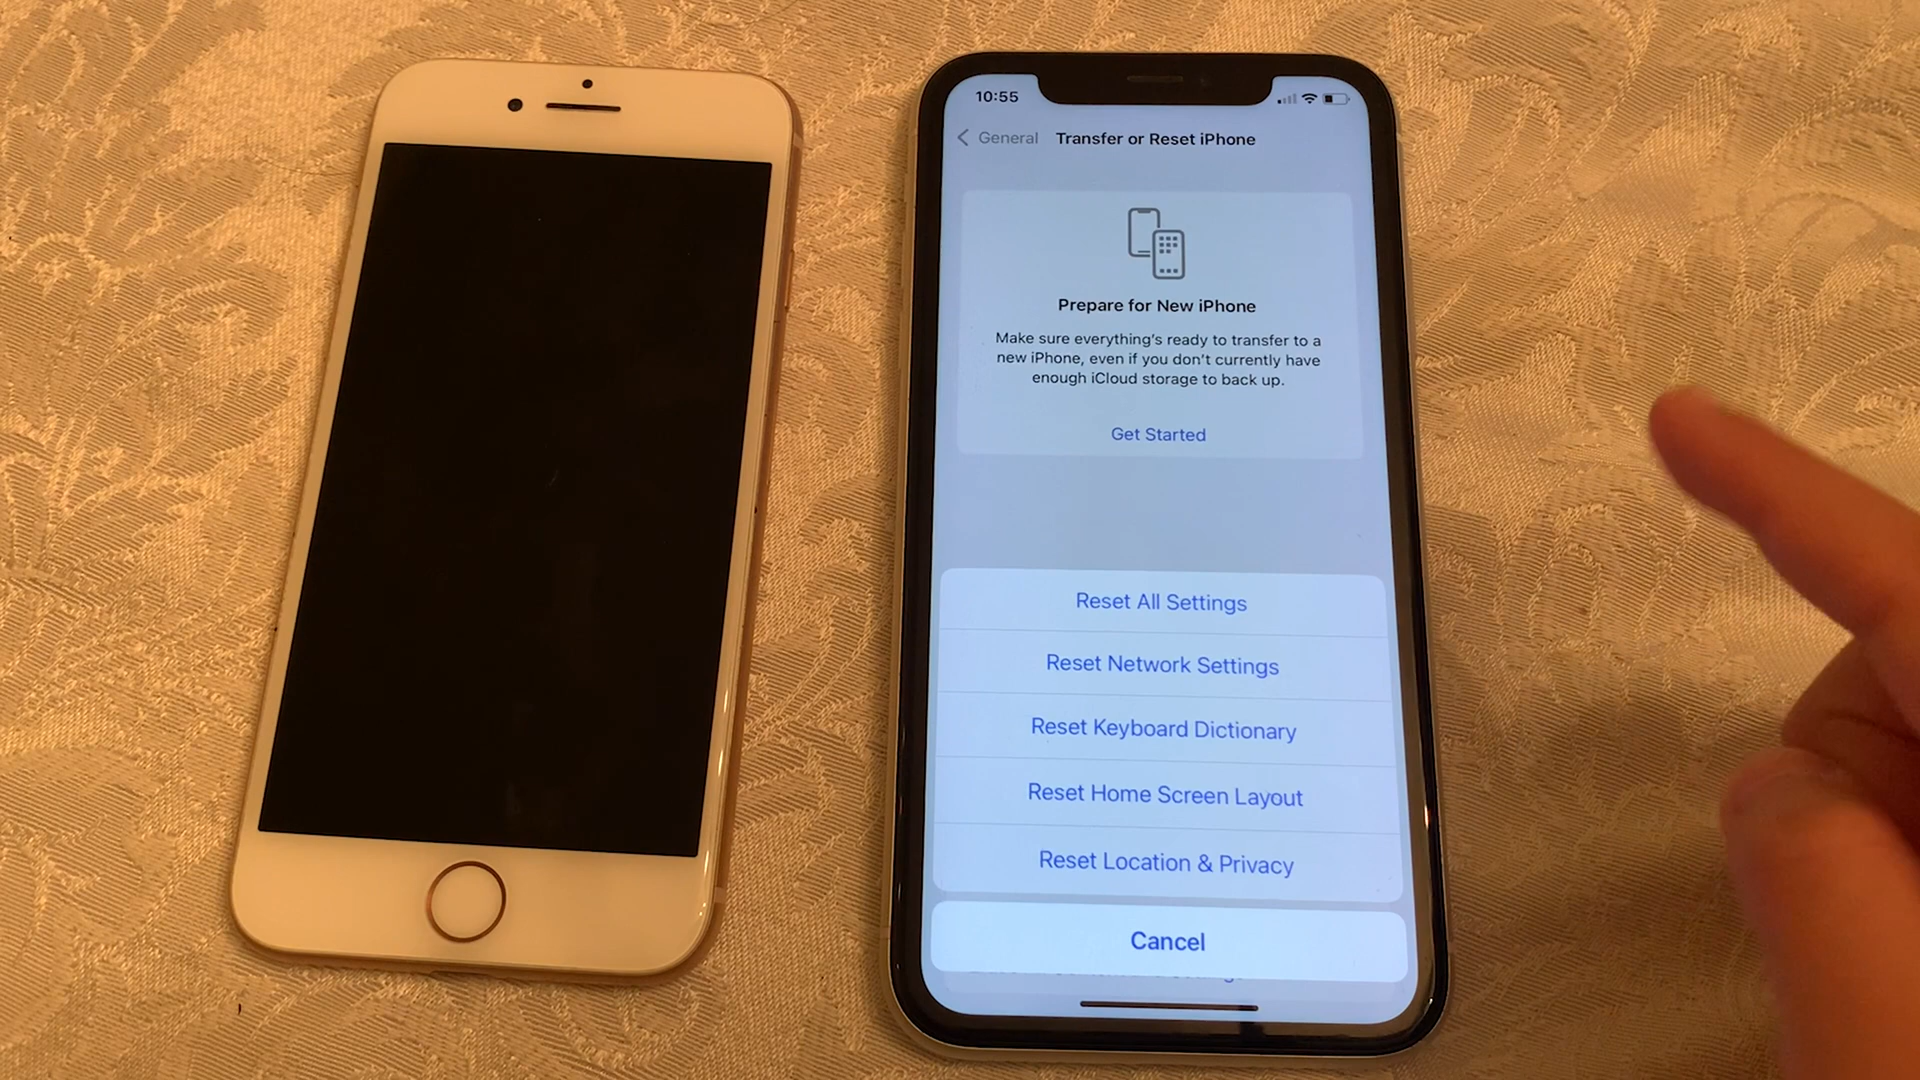 10:55
General Transfer or Reset iPhone
Prepare for New iPhone
Make sure everything's ready to transfer to a
new iPhone, even if you don't currently have
enough iCloud storage to back up.
Get Started
Reset All Settings
Reset Network Settings
Reset Keyboard Dictionary
Reset Home Screen Layout
Reset Location & Privacy
Cancel